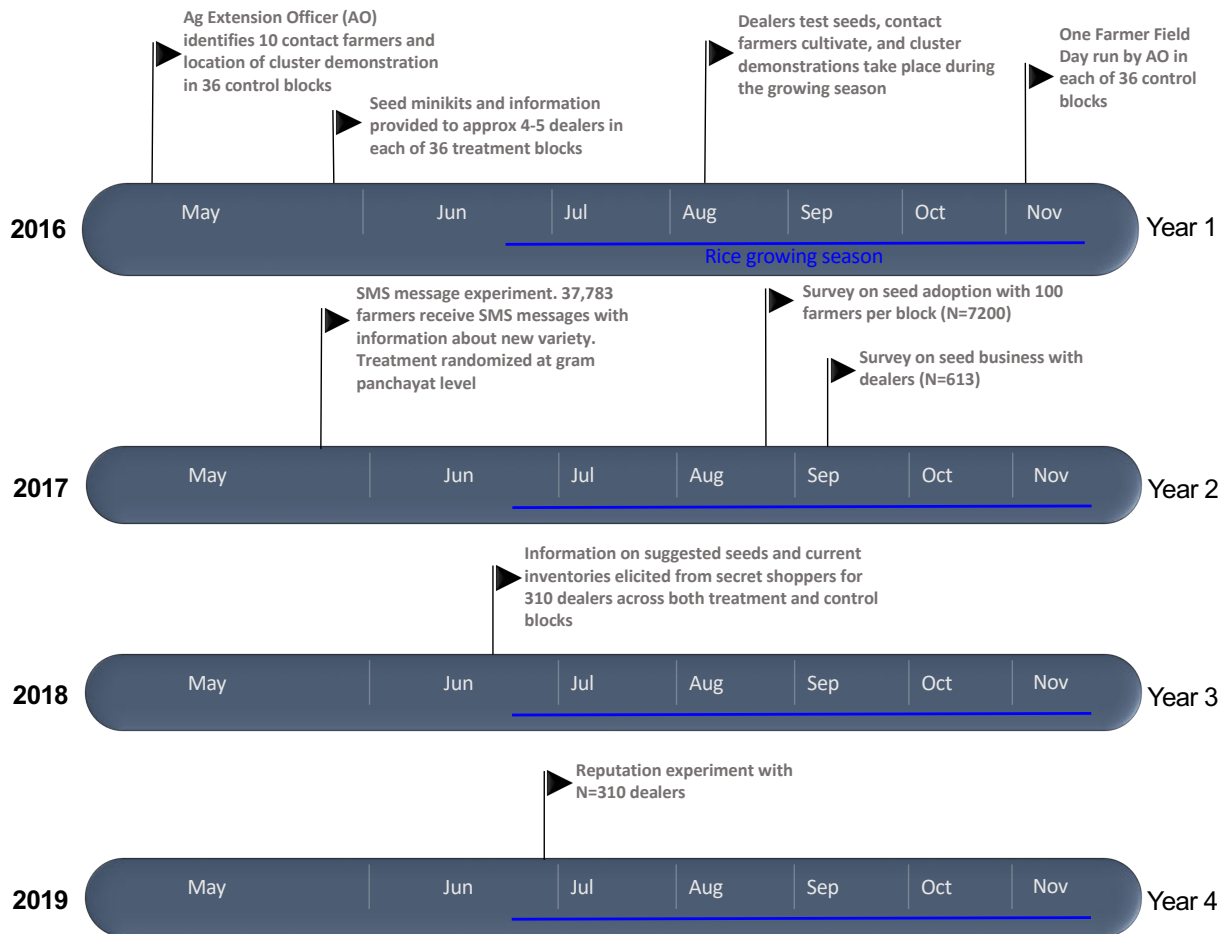 Ag Extension Officer (AO)
identifies 10 contact farmers and
location of cluster demonstration
in 36 control blocks
Seed minikits and information
provided to approx 4-5 dealers in
each of 36 treatment blocks
Dealers test seeds, contact
farmers cultivate, and cluster
demonstrations take place during
the growing season
One Farmer Field
Day run by AO in
each of 36 control
blocks
2016 May Jun Jul Aug Sep Oct Nov Year 1
Rice growing season
SMS message experiment. 37,783
farmers receive SMS messages with
information about new variety.
Treatment randomized at gram
panchayat level
Survey on seed adoption with 100
farmers per block (N=7200)
Survey on seed business with
dealers (N=613)
2017 May Jun Jul Aug Sep Oct Nov Year 2
Information on suggested seeds and current
inventories elicited from secret shoppers for
310 dealers across both treatment and control
blocks
2018 May Jun Jul Aug Sep Oct Nov Year 3
Reputation experiment with
N=310 dealers
2019 May Jun Jul Aug Sep Oct Nov Year 4